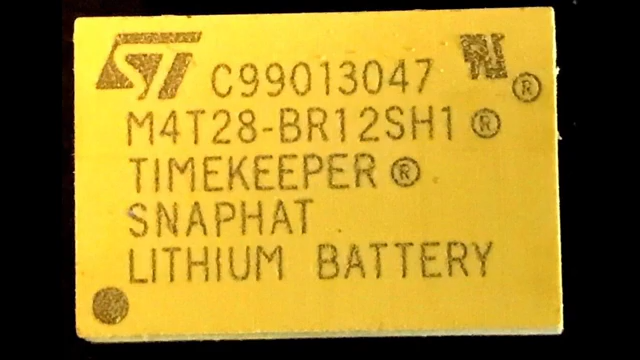 ST C99013047 ®
M4T28-BR12SH1 ®
TIMEKEEPER ®
SNAPHAT
LITHIUM BATTERY